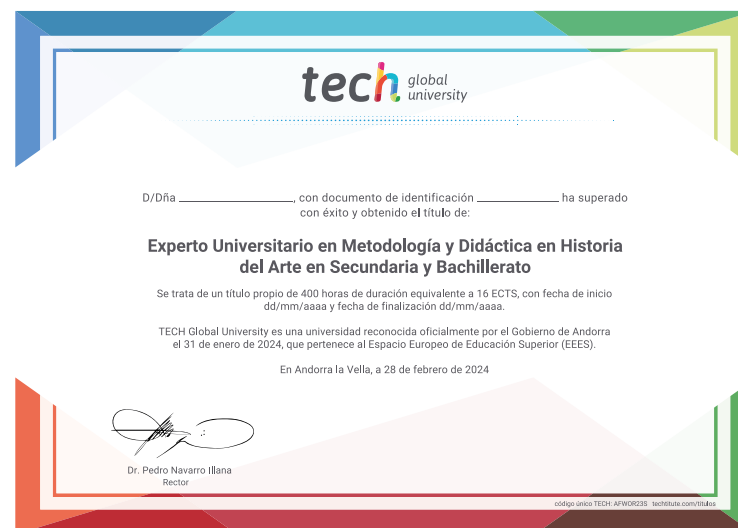 tech global university
D/Dña ____________________, con documento de identificación ______________ ha superado
con éxito y obtenido el título de:
Experto Universitario en Metodología y Didáctica en Historia
del Arte en Secundaria y Bachillerato
Se trata de un título propio de 400 horas de duración equivalente a 16 ECTS, con fecha de inicio
dd/mm/aaaa y fecha de finalización dd/mm/aaaa.
TECH Global University es una universidad reconocida oficialmente por el Gobierno de Andorra
el 31 de enero de 2024, que pertenece al Espacio Europeo de Educación Superior (EEES).
En Andorra la Vella, a 28 de febrero de 2024
Dr. Pedro Navarro Illana
Rector
código único TECH: AFWOR23S techtitute.com/títulos